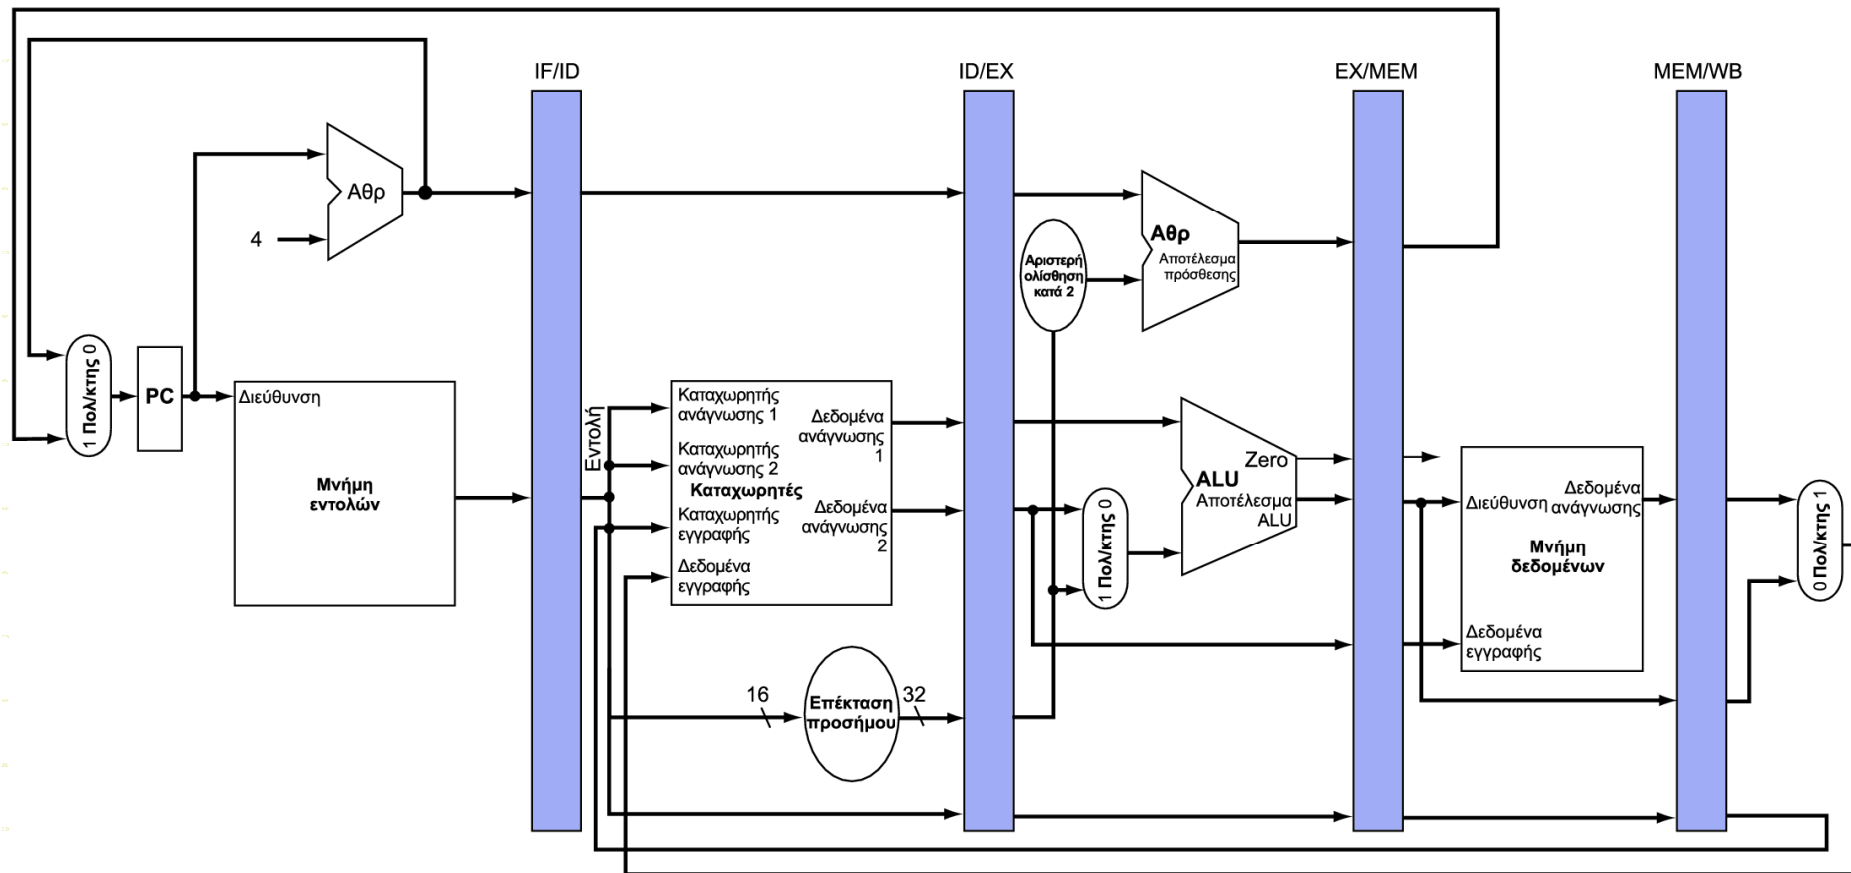 IF/ID
ID/EX
EX/MEM
MEM/WB
Αθρ
4
Αθρ
Αποτέλεσμα
πρόσθεσης
Αριστερή
ολίσθηση
κατά 2
1 Πολ/κτης 0
PC
Διεύθυνση
Μνήμη
εντολών
Εντολή
Καταχωρητής
ανάγνωσης 1
Καταχωρητής
ανάγνωσης 2
Καταχωρητές
Καταχωρητής
εγγραφής
Δεδομένα
εγγραφής
Δεδομένα
ανάγνωσης
1
Δεδομένα
ανάγνωσης
2
16
Επέκταση
προσήμου
32
1 Πολ/κτης 0
Zero
ALU
Αποτέλεσμα
ALU
Διεύθυνση
Δεδομένα
ανάγνωσης
Μνήμη
δεδομένων
Δεδομένα
εγγραφής
0 Πολ/κτης 1